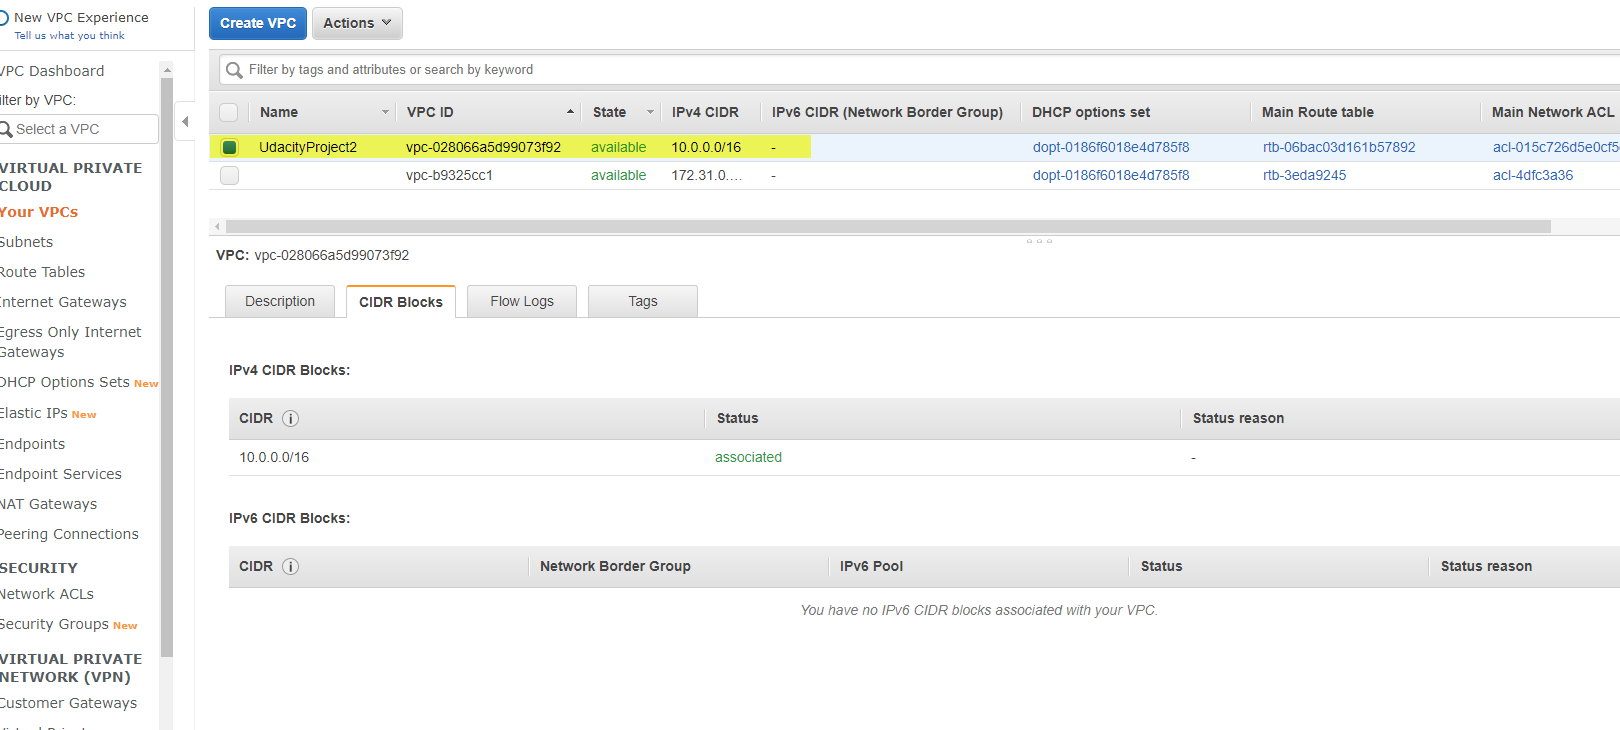 New VPC Experience
Tell us what you think
VPC Dashboard
ilter by VPC:
Select a VPC
VIRTUAL PRIVATE
CLOUD
Your VPCs
Subnets
Route Tables
Internet Gateways
Egress Only Internet
Gateways
DHCP Options Sets New
Elastic IPs New
Endpoints
Endpoint Services
NAT Gateways
Peering Connections
SECURITY
Network ACLs
Security Groups New
VIRTUAL PRIVATE
NETWORK (VPN)
Customer Gateways
Create VPC Actions
Filter by tags and attributes or search by keyword
Name VPC ID State IPv4 CIDR IPv6 CIDR (Network Border Group) DHCP options set Main Route table Main Network ACL
UdacityProject2 vpc-028066a5d99073f92 available 10.0.0.0/16 - dopt-0186f6018e4d785f8 rtb-06bac03d161b57892 acl-015c726d5e0cf5
vpc-b9325cc1 available 172.31.0.... - dopt-0186f6018e4d785f8 rtb-3eda9245 acl-4dfc3a36
VPC: vpc-028066a5d99073f92
Description CIDR Blocks Flow Logs Tags
IPv4 CIDR Blocks:
CIDR Status Status reason
10.0.0.0/16 associated -
IPv6 CIDR Blocks:
CIDR Network Border Group IPv6 Pool Status Status reason
You have no IPv6 CIDR blocks associated with your VPC.